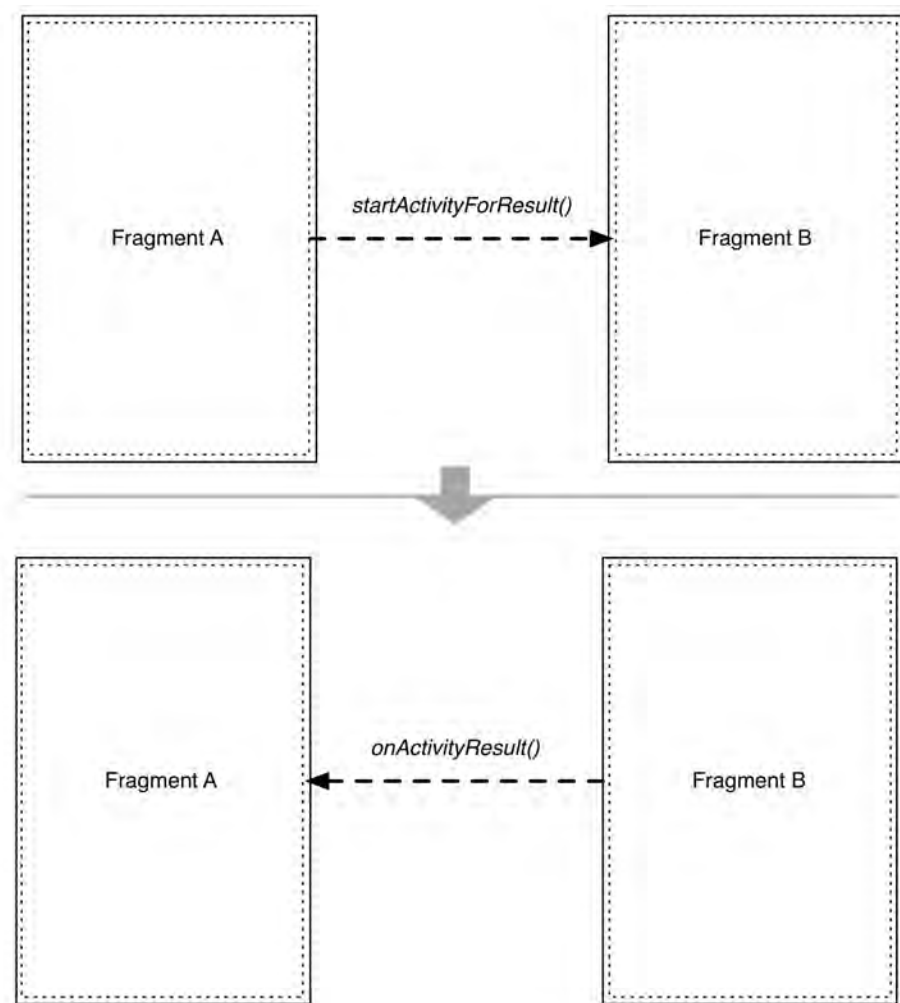 startActivityForResult()
Fragment A
Fragment B
onActivityResult()
Fragment A
Fragment B